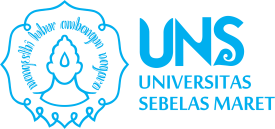 mangesthi luhur ambangun nagara
UNS
UNIVERSITAS
SEBELAS MARET